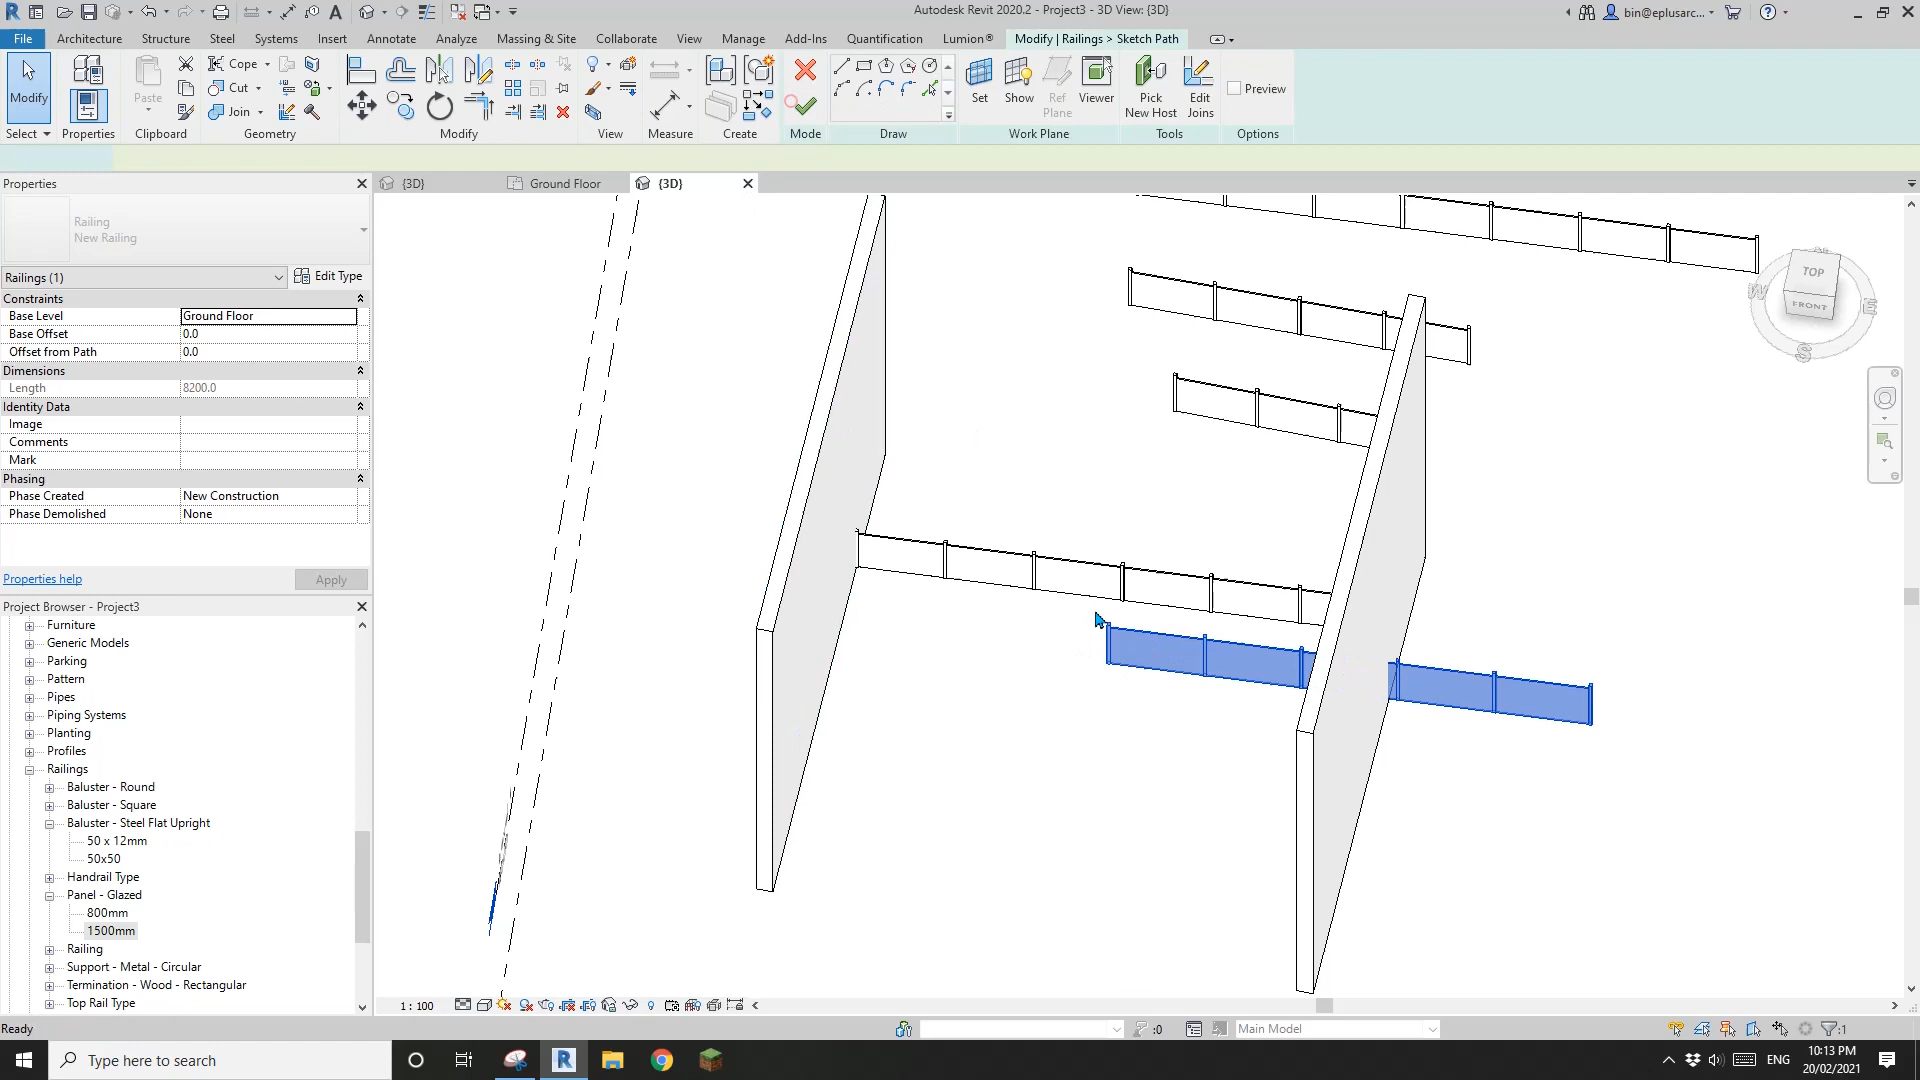 Autodesk Revit 2020.2 - Project3 - 3D View: {3D}
bin@eplusarc...
File
Architecture
Structure
Steel
Systems
Insert
Annotate
Analyze
Massing & Site
Collaborate
View
Manage
Add-Ins
Quantification
Lumion®
Modify | Railings > Sketch Path
Modify
Paste
Cope
Cut
Join
Set
Show
Ref
Plane
Viewer
Pick
New Host
Edit
Joins
Preview
Select
Properties
Clipboard
Geometry
Modify
View
Measure
Create
Mode
Draw
Work Plane
Tools
Options
Properties
{3D}
Ground Floor
{3D}
Railing
New Railing
Railings (1)
Edit Type
Constraints
Base Level
Ground Floor
Base Offset
0.0
Offset from Path
0.0
Dimensions
Length
8200.0
Identity Data
Image
Comments
Mark
Phasing
Phase Created
New Construction
Phase Demolished
None
Properties help
Apply
Project Browser - Project3
Furniture
Generic Models
Parking
Pattern
Pipes
Piping Systems
Planting
Profiles
Railings
Baluster - Round
Baluster - Square
Baluster - Steel Flat Upright
50 x 12mm
50x50
Handrail Type
Panel - Glazed
800mm
1500mm
Railing
Support - Metal - Circular
Termination - Wood - Rectangular
Top Rail Type
TOP
FRONT
W
E
S
1 : 100
Ready
:0
Main Model
:1
Type here to search
ENG
10:13 PM
20/02/2021